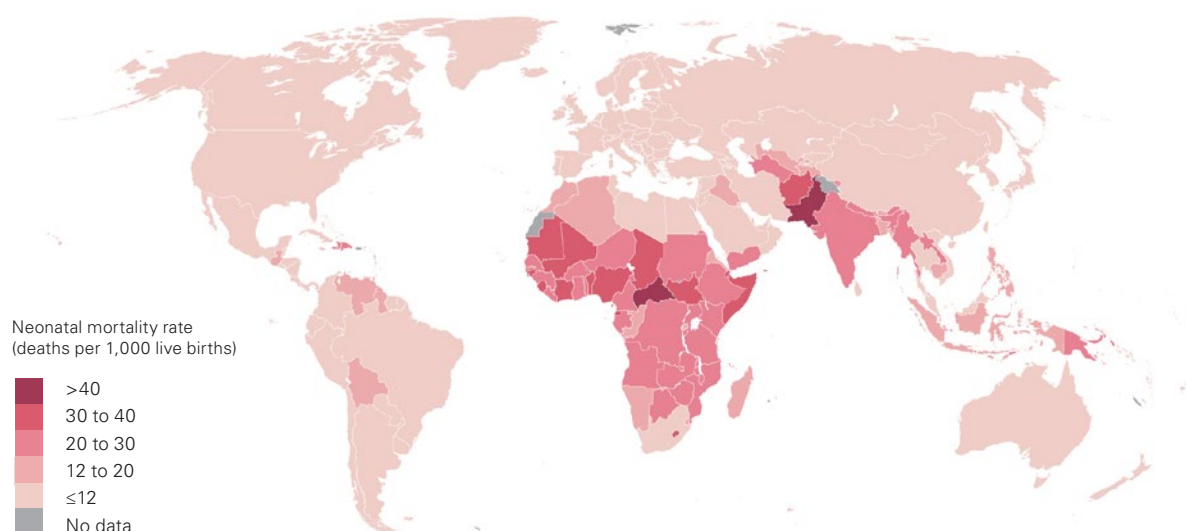 Neonatal mortality rate
(deaths per 1,000 live births)
>40
30 to 40
20 to 30
12 to 20
≤12
No data